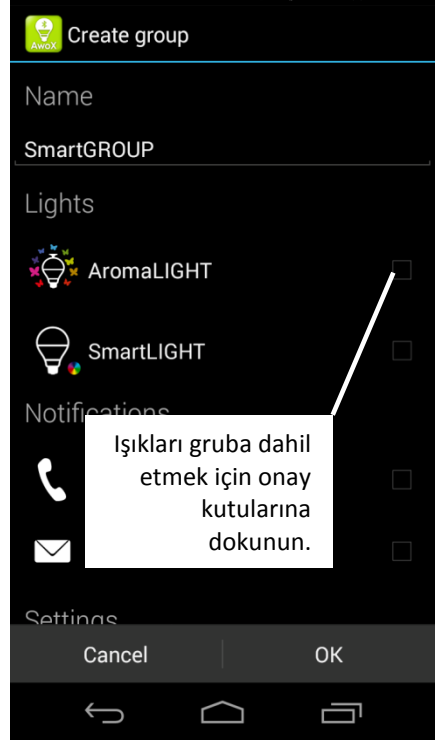 AwoX
Create group
Name
SmartGROUP
Lights
AromaLIGHT
SmartLIGHT
Notifications
Işıkları gruba dahil
etmek için onay
kutularına
dokunun.
Settings
Cancel
OK